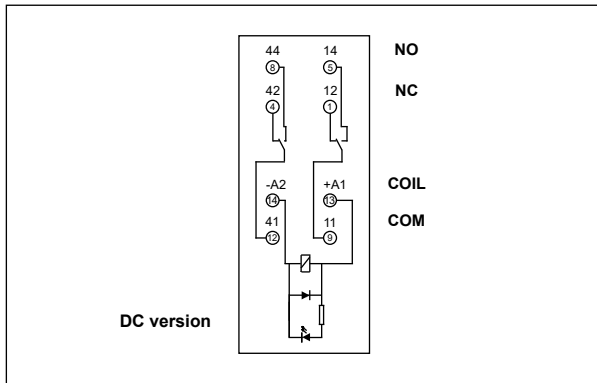 44 14 NO
8 5
42 12 NC
4 1
-A2 +A1 COIL
14 13
41 11 COM
12 9
DC version